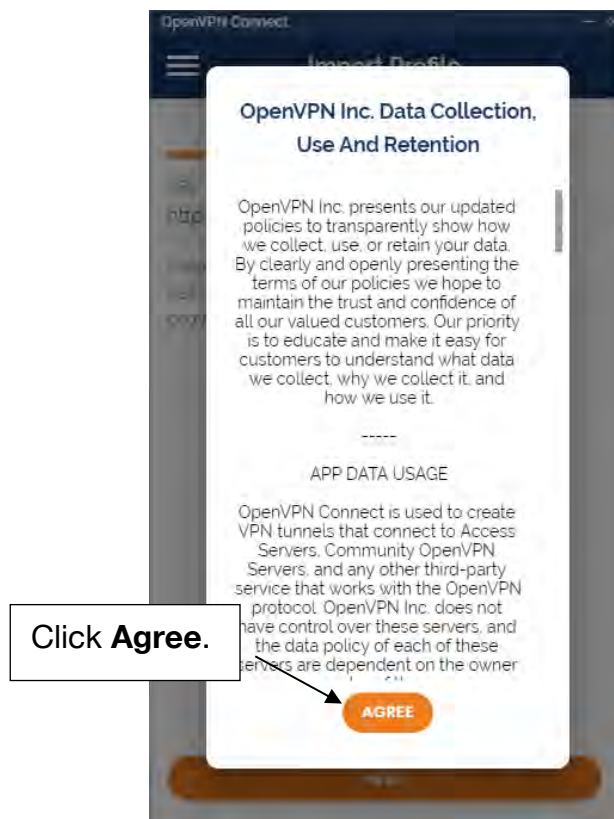 OpenVPN Connect
Import Profile
OpenVPN Inc. Data Collection,
Use And Retention
OpenVPN Inc. presents our updated
policies to transparently show how
we collect, use, or retain your data.
By clearly and openly presenting the
terms of our policies we hope to
maintain the trust and confidence of
all our valued customers. Our priority
is to educate and make it easy for
customers to understand what data
we collect, why we collect it, and
how we use it.
-----
APP DATA USAGE
OpenVPN Connect is used to create
VPN tunnels that connect to Access
Servers, Community OpenVPN
Servers, and any other third-party
service that works with the OpenVPN
protocol. OpenVPN Inc. does not
have control over these servers, and
the data policy of each of these
servers are dependent on the owner
Click Agree.
AGREE